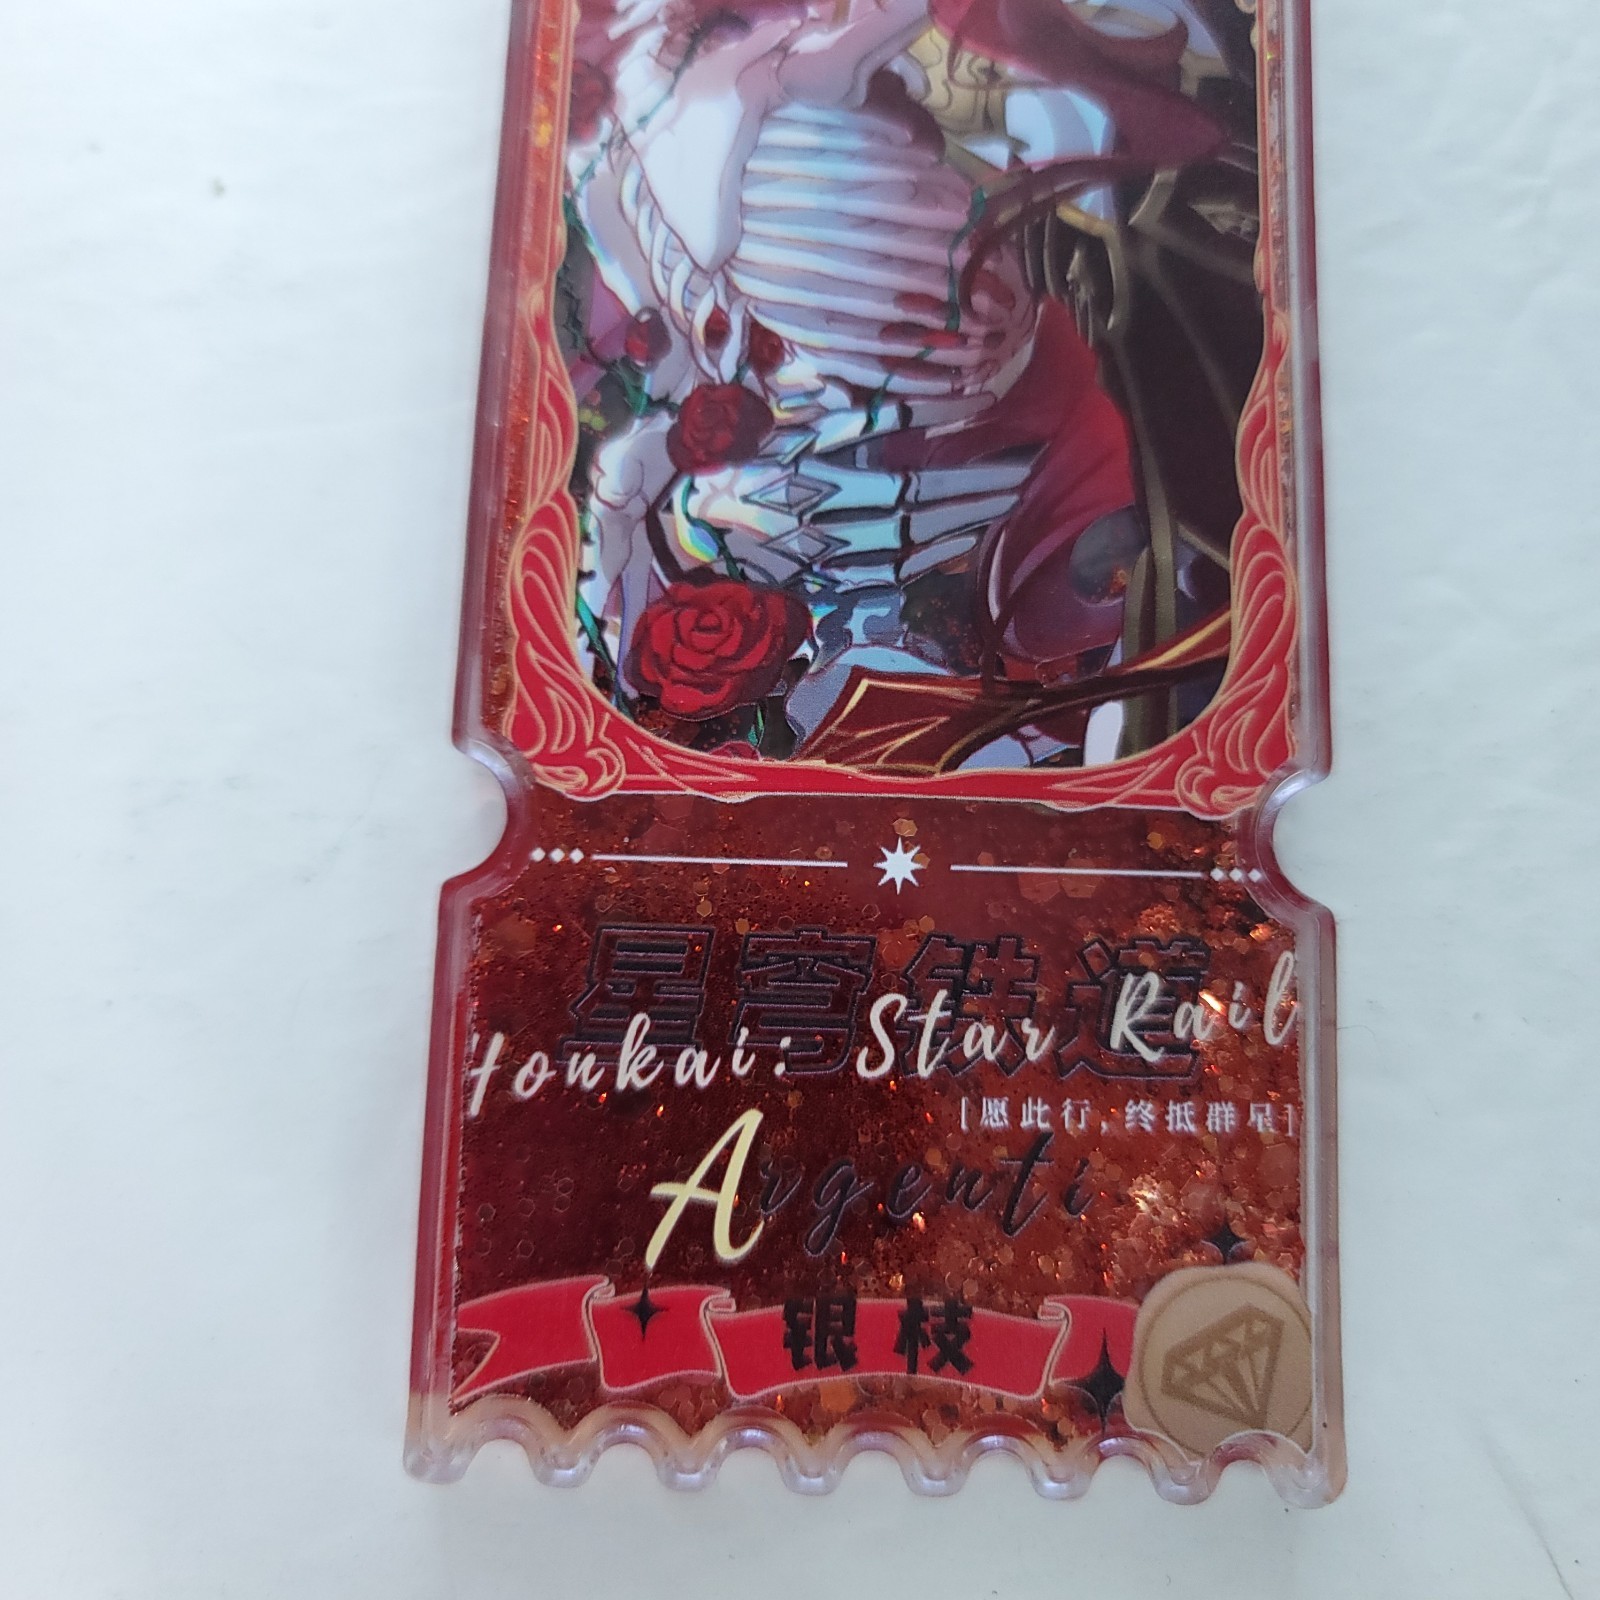 星穹铁道
Honkai: Star Rail
[愿此行,终抵群星]
Argenti
银枝